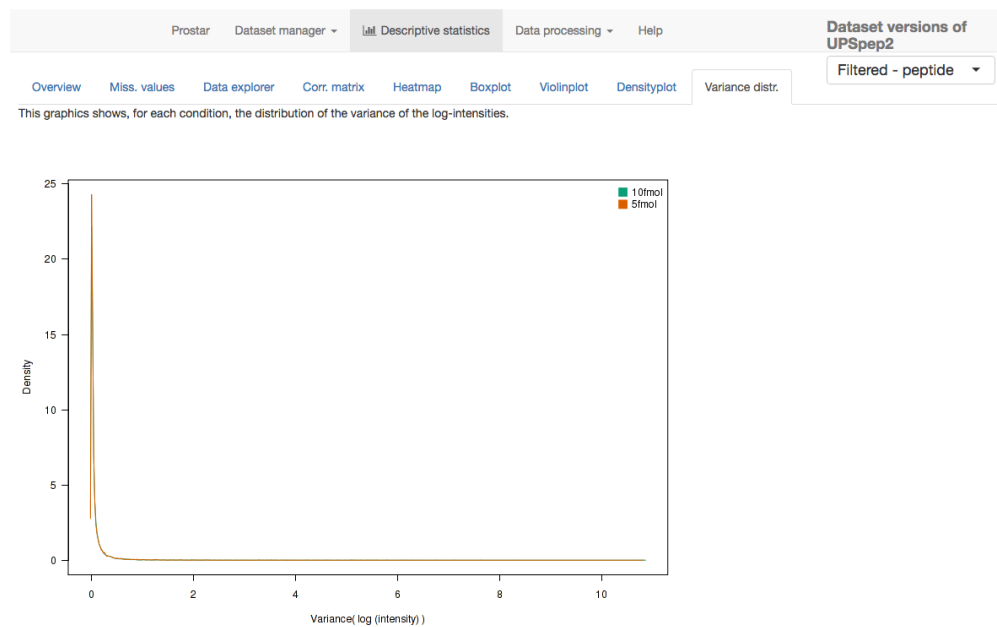 Prostar Dataset manager Descriptive statistics Data processing Help
Dataset versions of
UPSpep2
Filtered - peptide
Overview Miss. values Data explorer Corr. matrix Heatmap Boxplot Violinplot Densityplot Variance distr.
This graphics shows, for each condition, the distribution of the variance of the log-intensities.
10fmol
5fmol
25
20
15
10
5
0
Density
0 2 4 6 8 10
Variance( log (intensity) )